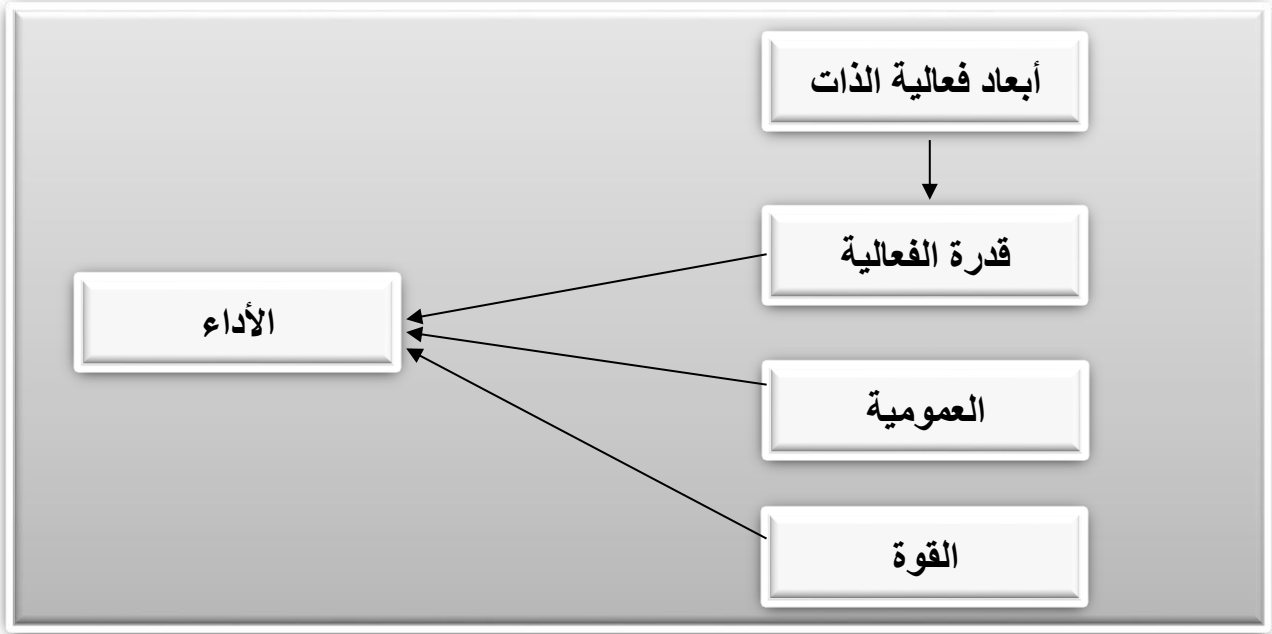 أبعاد فعالية الذات
قدرة الفعالية
الأداء
العمومية
القوة